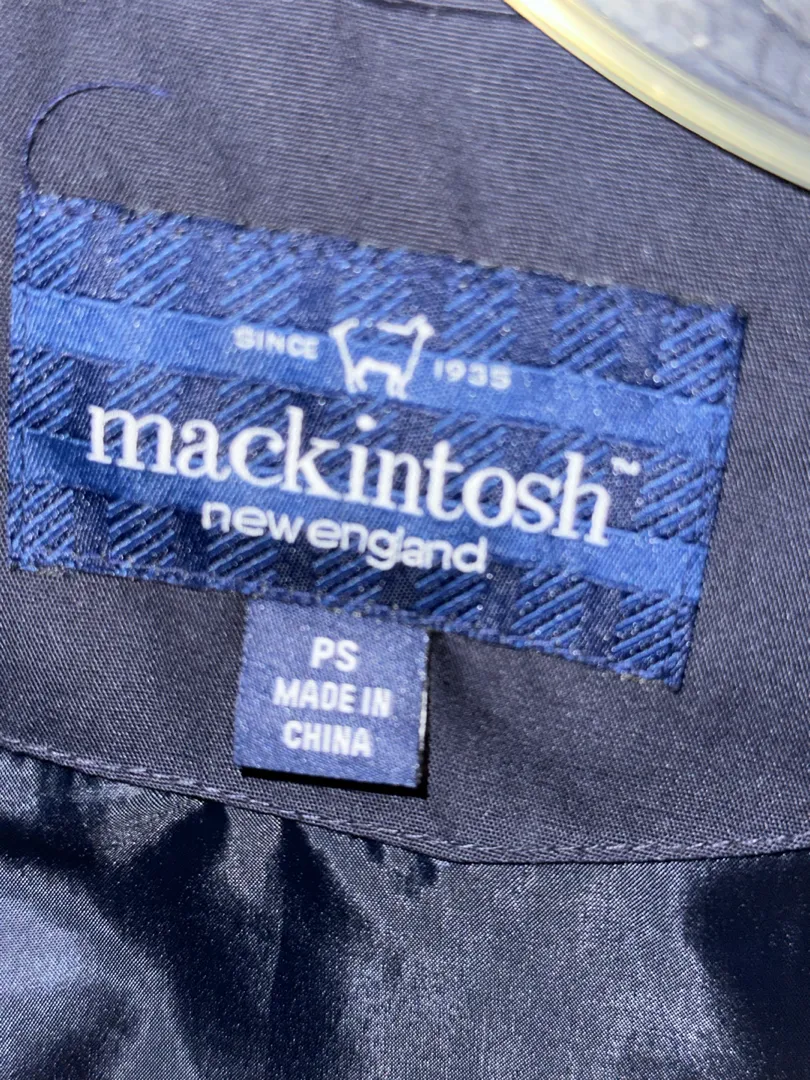 SINCE 1935
mackintosh™
new england
PS
MADE IN
CHINA